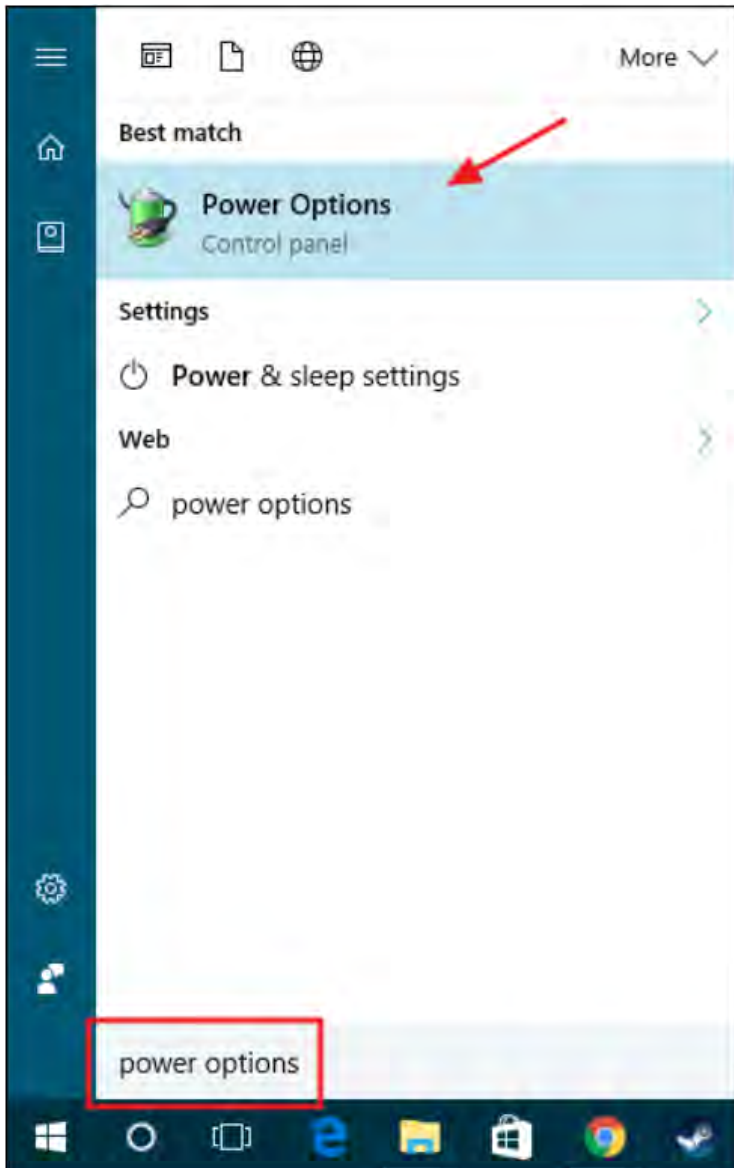 More
Best match
Power Options
Control panel
Settings
Power & sleep settings
Web
power options
power options